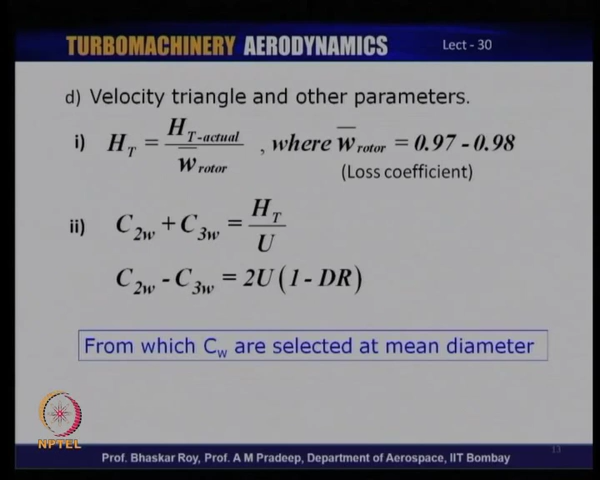 TURBOMACHINERY AERODYNAMICS Lect - 30
d) Velocity triangle and other parameters.
i) H_T = H_T-actual / w̅_rotor , where w̅_rotor = 0.97 - 0.98
(Loss coefficient)
ii) C_2w + C_3w = H_T / U
C_2w - C_3w = 2U(1 - DR)
From which C_w are selected at mean diameter
NPTEL
13
Prof. Bhaskar Roy, Prof. A M Pradeep, Department of Aerospace, IIT Bombay